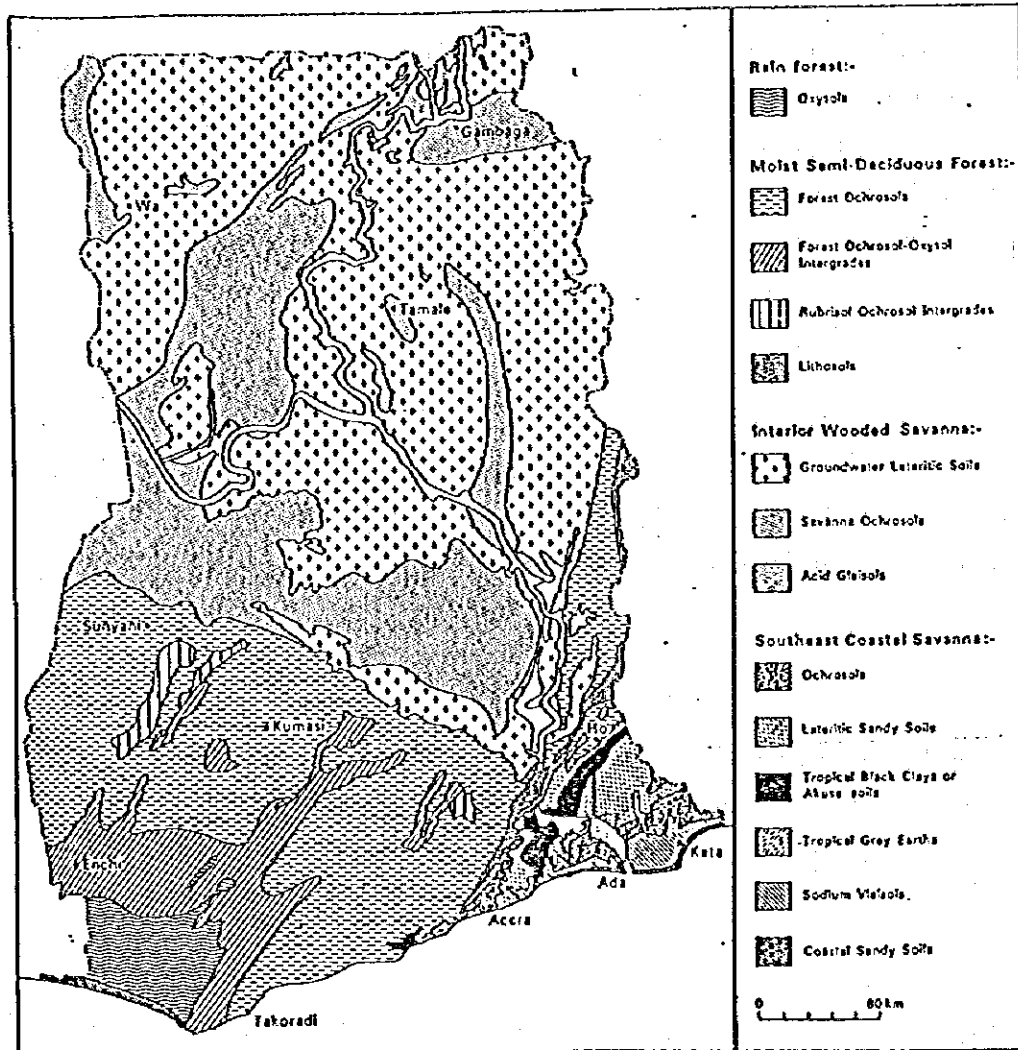 Gambaga
W
Tamale
Sunyani
Kumasi
Ho
Enchi
Keta
Ada
Accra
Takoradi
Rain forest:-
Oxysols
Moist Semi-Deciduous Forest:-
Forest Ochrosols
Forest Ochrosol-Oxysol
Intergrades
Rubrisol Ochrosol Intergrades
Lithosols
Interior Wooded Savanna:-
Groundwater Lateritic Soils
Savanna Ochrosols
Acid Gleisols
Southeast Coastal Savanna:-
Ochrosols
Lateritic Sandy Soils
Tropical Black Clays or
Akuse soils
Tropical Grey Earths
Sodium Vleisols
Coastal Sandy Soils
0 80km